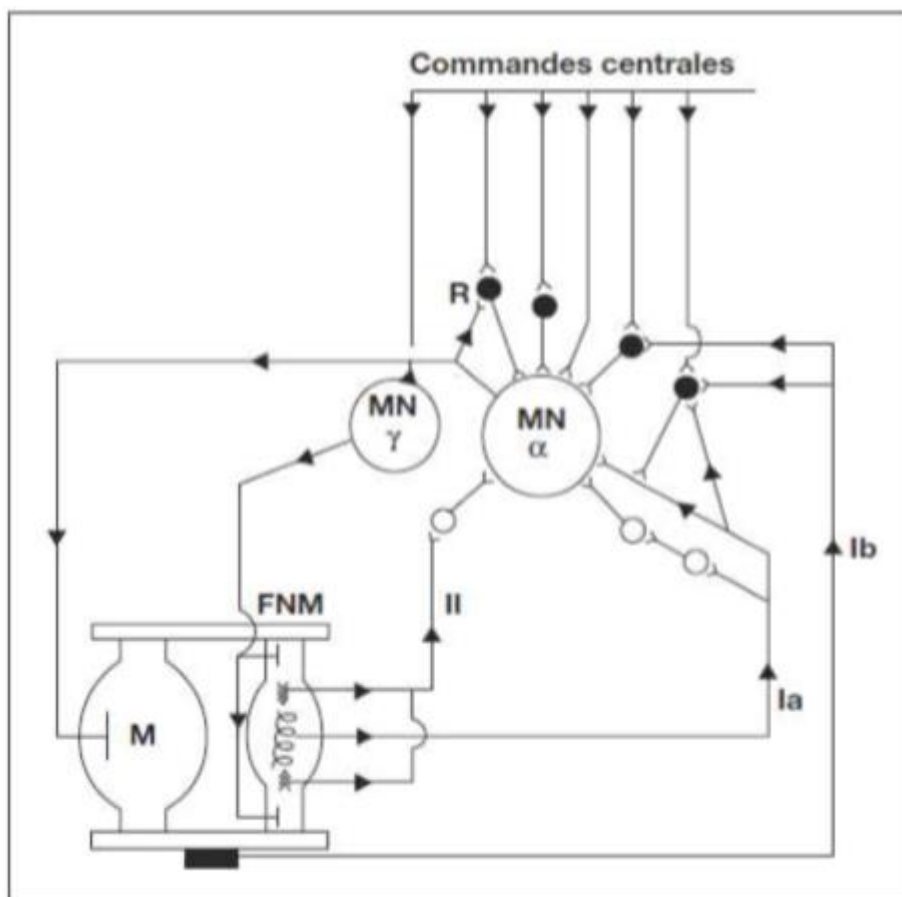 Commandes centrales
R
MN
γ
MN
α
FNM
II
Ib
Ia
M